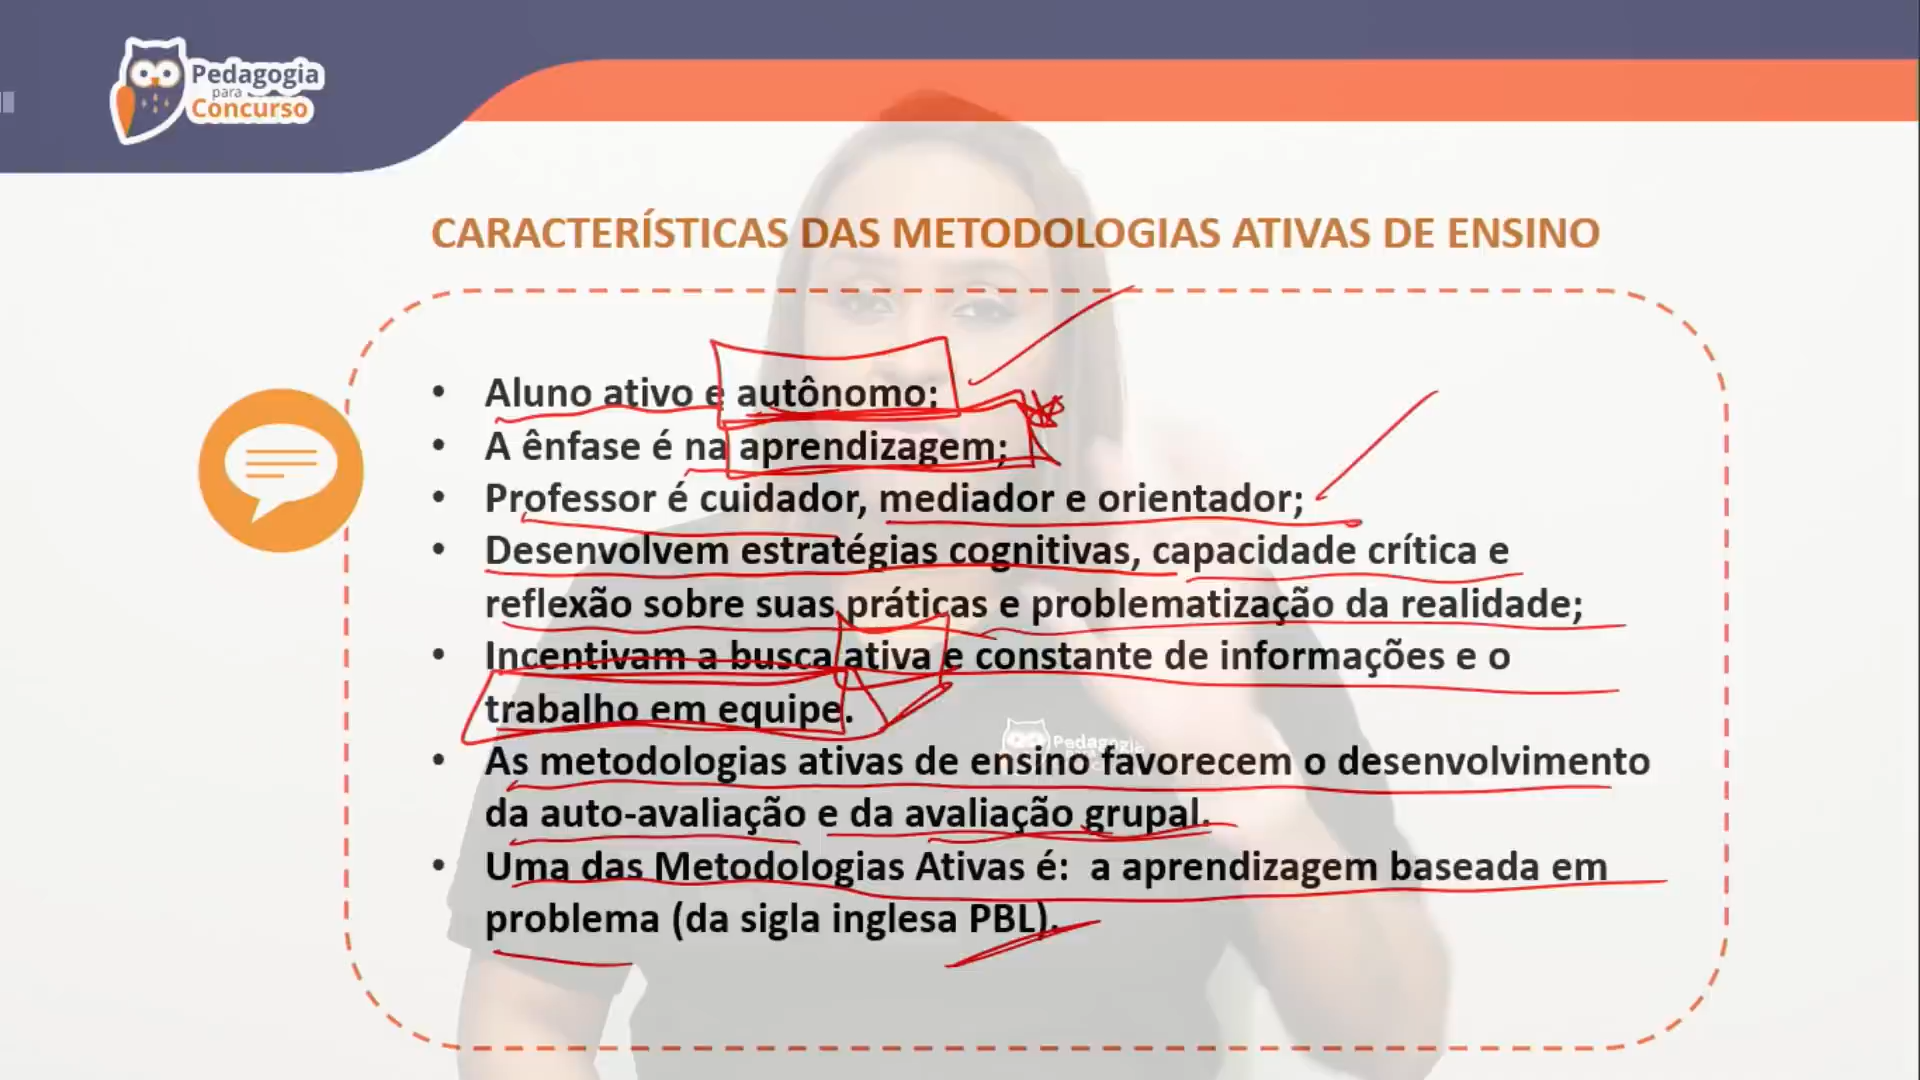 Pedagogia
para
Concurso
CARACTERÍSTICAS DAS METODOLOGIAS ATIVAS DE ENSINO
• Aluno ativo e autônomo;
• A ênfase é na aprendizagem;
• Professor é cuidador, mediador e orientador;
• Desenvolvem estratégias cognitivas, capacidade crítica e
reflexão sobre suas práticas e problematização da realidade;
• Incentivam a busca ativa e constante de informações e o
trabalho em equipe.
Pedagogia
• As metodologias ativas de ensino favorecem o desenvolvimento
da auto-avaliação e da avaliação grupal.
• Uma das Metodologias Ativas é: a aprendizagem baseada em
problema (da sigla inglesa PBL).